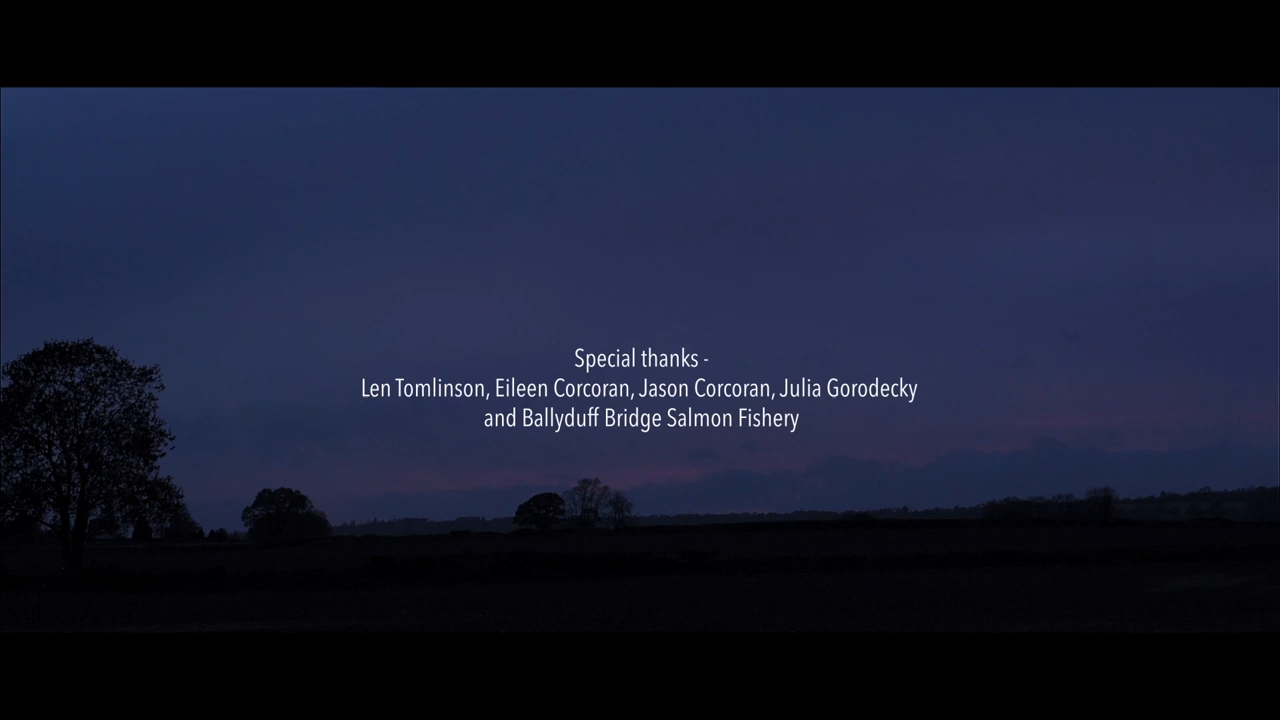 Special thanks -
Len Tomlinson, Eileen Corcoran, Jason Corcoran, Julia Gorodecky
and Ballyduff Bridge Salmon Fishery